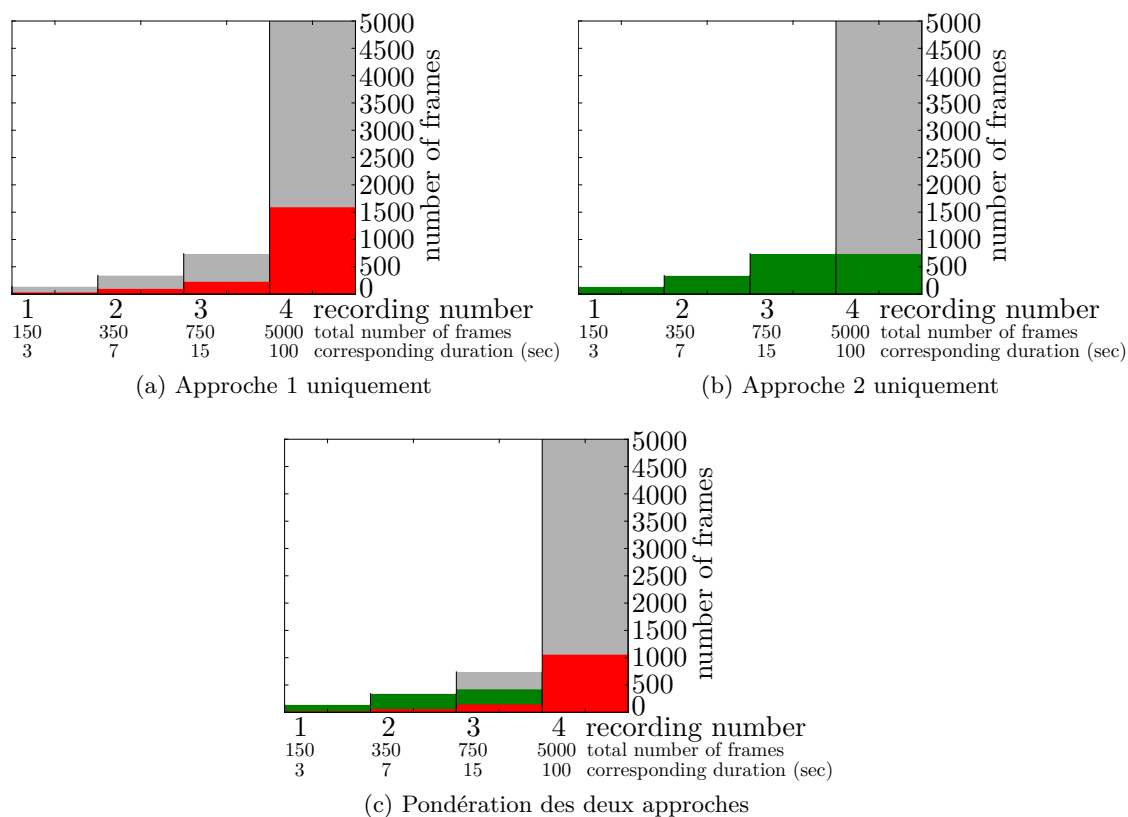 5000
4500
4000
3500
3000
2500
2000
1500
1000
500
0
number of frames
1 2 3 4 recording number
150 350 750 5000 total number of frames
3 7 15 100 corresponding duration (sec)
(a) Approche 1 uniquement
5000
4500
4000
3500
3000
2500
2000
1500
1000
500
0
number of frames
1 2 3 4 recording number
150 350 750 5000 total number of frames
3 7 15 100 corresponding duration (sec)
(b) Approche 2 uniquement
5000
4500
4000
3500
3000
2500
2000
1500
1000
500
0
number of frames
1 2 3 4 recording number
150 350 750 5000 total number of frames
3 7 15 100 corresponding duration (sec)
(c) Pondération des deux approches